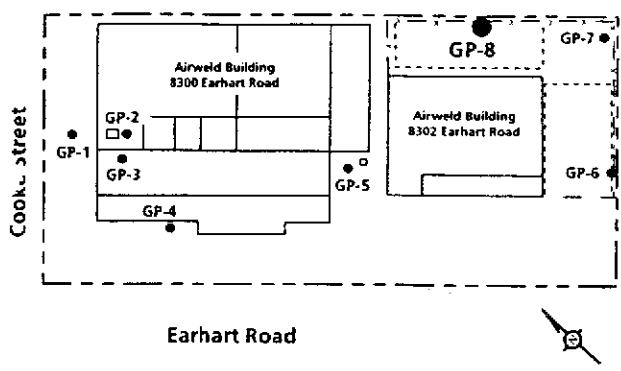 GP-7
GP-8
Airweld Building
8300 Earhart Road
Airweld Building
8302 Earhart Road
GP-2
GP-1
GP-3
GP-5
GP-6
GP-4
Street
Earhart Road